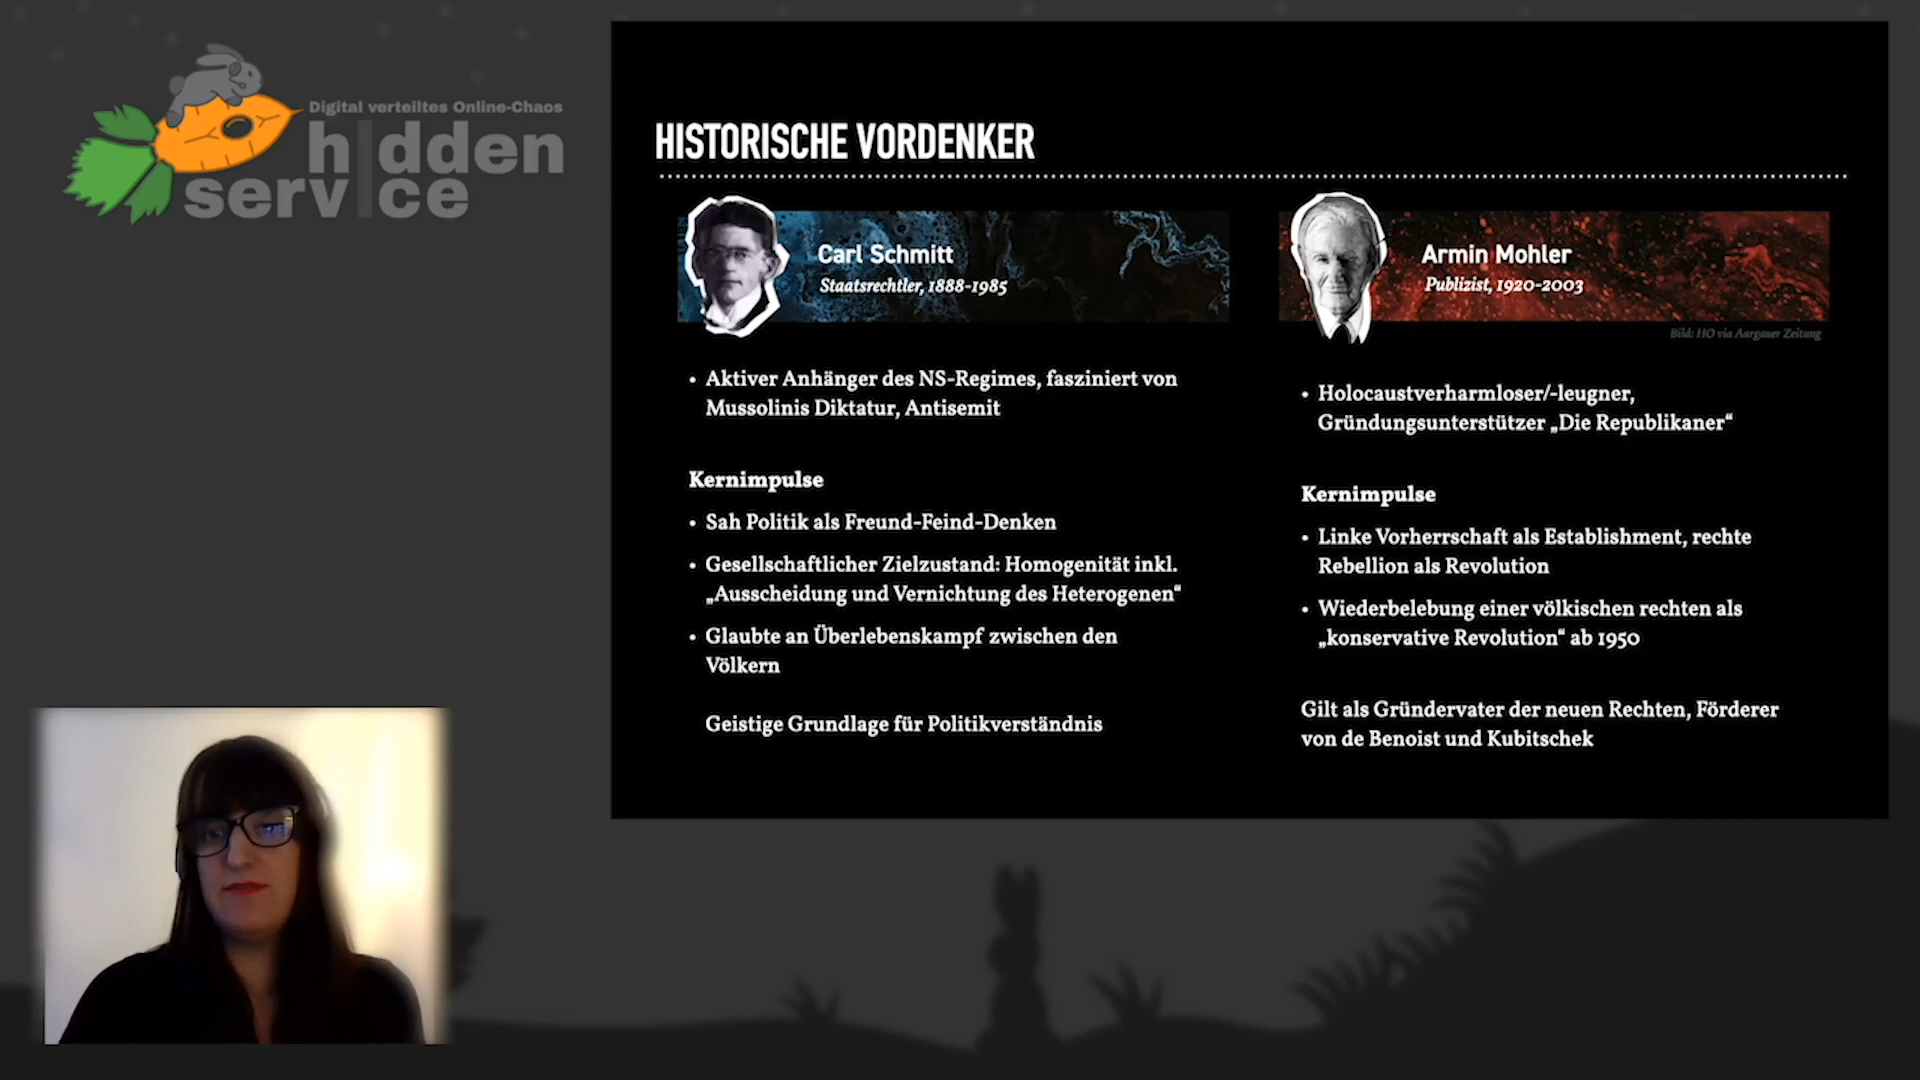 Digital verteiltes Online-Chaos
hidden
service
HISTORISCHE VORDENKER
Carl Schmitt
Staatsrechtler, 1888-1985
• Aktiver Anhänger des NS-Regimes, fasziniert von
Mussolinis Diktatur, Antisemit
Kernimpulse
• Sah Politik als Freund-Feind-Denken
• Gesellschaftlicher Zielzustand: Homogenität inkl.
„Ausscheidung und Vernichtung des Heterogenen“
• Glaubte an Überlebenskampf zwischen den
Völkern
Geistige Grundlage für Politikverständnis
Armin Mohler
Publizist, 1920-2003
Bild: HO via Aargauer Zeitung
• Holocaustverharmloser/-leugner,
Gründungsunterstützer „Die Republikaner“
Kernimpulse
• Linke Vorherrschaft als Establishment, rechte
Rebellion als Revolution
• Wiederbelebung einer völkischen rechten als
„konservative Revolution“ ab 1950
Gilt als Gründervater der neuen Rechten, Förderer
von de Benoist und Kubitschek